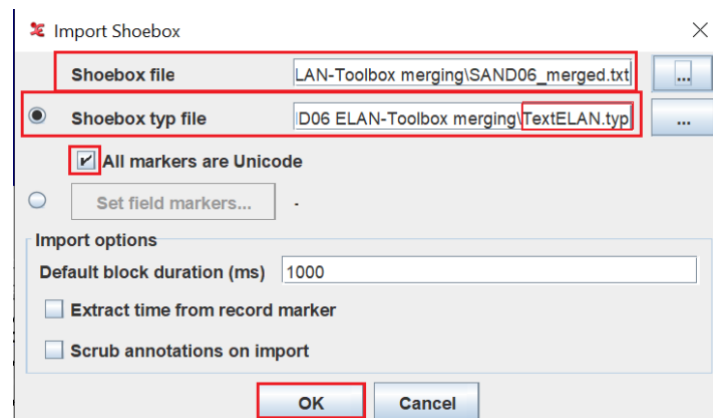 Import Shoebox
Shoebox file LAN-Toolbox merging\SAND06_merged.txt ...
Shoebox typ file D06 ELAN-Toolbox merging\TextELAN.typ ...
All markers are Unicode
Set field markers... -
Import options
Default block duration (ms) 1000
Extract time from record marker
Scrub annotations on import
OK Cancel